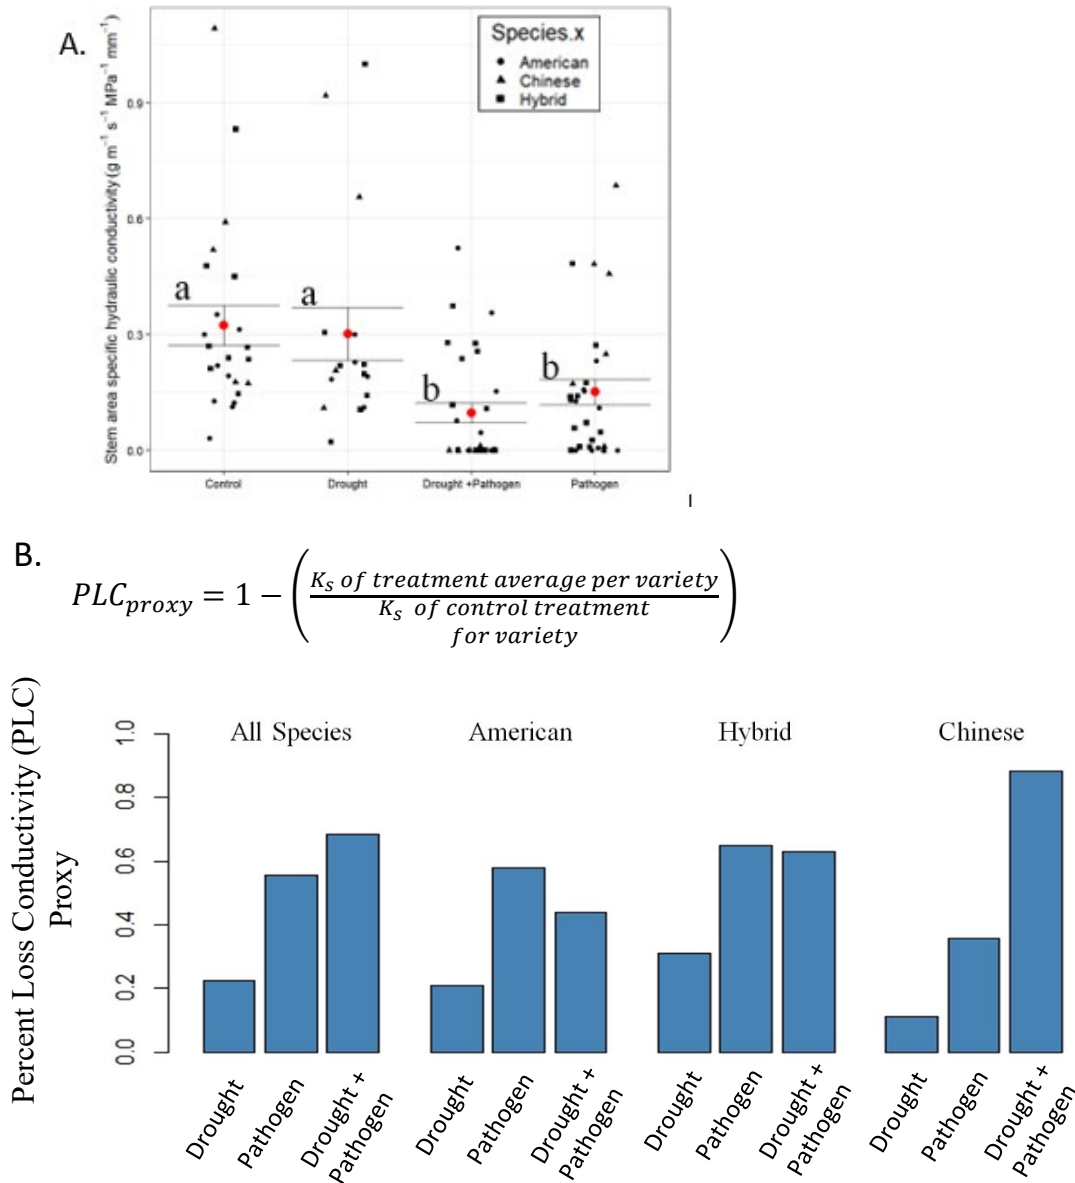 A.
Species.x
American
Chinese
Hybrid
Stem area specific hydraulic conductivity (g m⁻¹ s⁻¹ MPa⁻¹ mm⁻¹)
0.9
0.6
0.3
0.0
a
a
b
b
Control
Drought
Drought +Pathogen
Pathogen
B.
PLC_proxy = 1 − (K_s of treatment average per variety / K_s of control treatment for variety)
Percent Loss Conductivity (PLC)
Proxy
1.0
0.8
0.6
0.4
0.2
0.0
All Species
American
Hybrid
Chinese
Drought
Pathogen
Drought +
Pathogen
Drought
Pathogen
Drought +
Pathogen
Drought
Pathogen
Drought +
Pathogen
Drought
Pathogen
Drought +
Pathogen